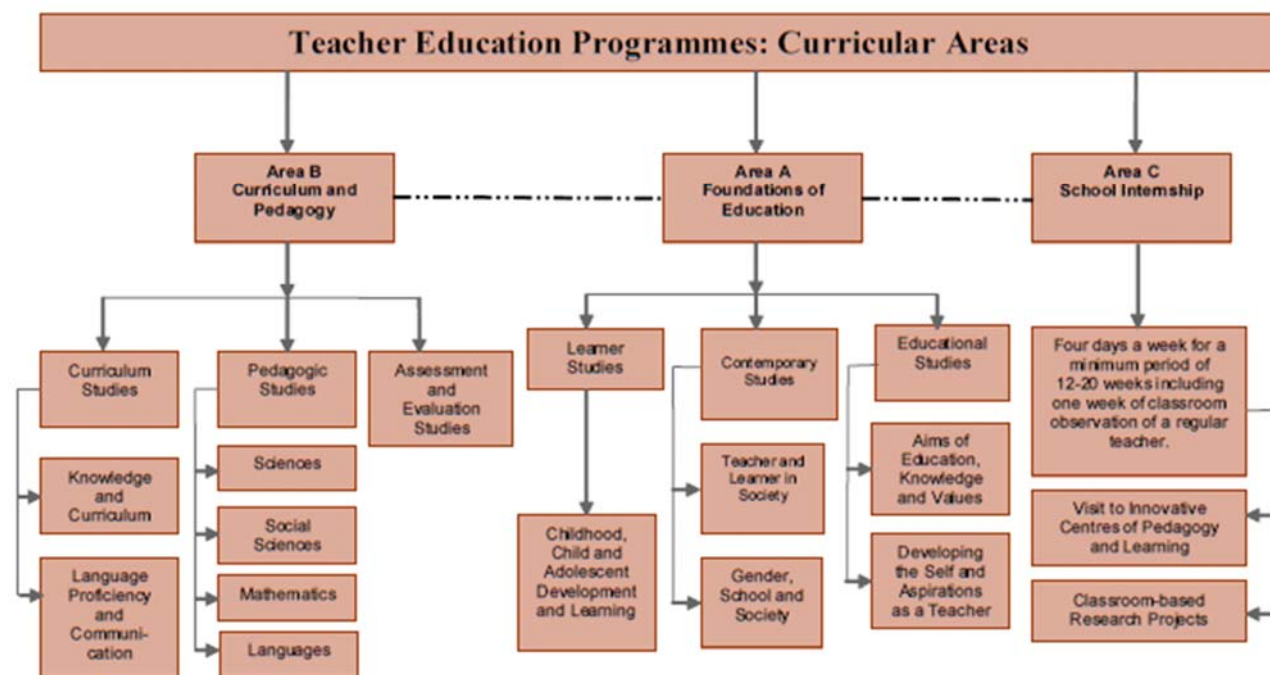 Teacher Education Programmes: Curricular Areas
Area B
Curriculum and
Pedagogy
Area A
Foundations of
Education
Area C
School Internship
Curriculum
Studies
Pedagogic
Studies
Assessment
and
Evaluation
Studies
Learner
Studies
Contemporary
Studies
Educational
Studies
Four days a week for a
minimum period of
12-20 weeks including
one week of classroom
observation of a regular
teacher.
Knowledge
and
Curriculum
Language
Proficiency
and
Communi-
cation
Sciences
Social
Sciences
Mathematics
Languages
Childhood,
Child and
Adolescent
Development
and Learning
Teacher and
Learner in
Society
Gender,
School and
Society
Aims of
Education,
Knowledge
and Values
Developing
the Self and
Aspirations
as a Teacher
Visit to Innovative
Centres of Pedagogy
and Learning
Classroom-based
Research Projects